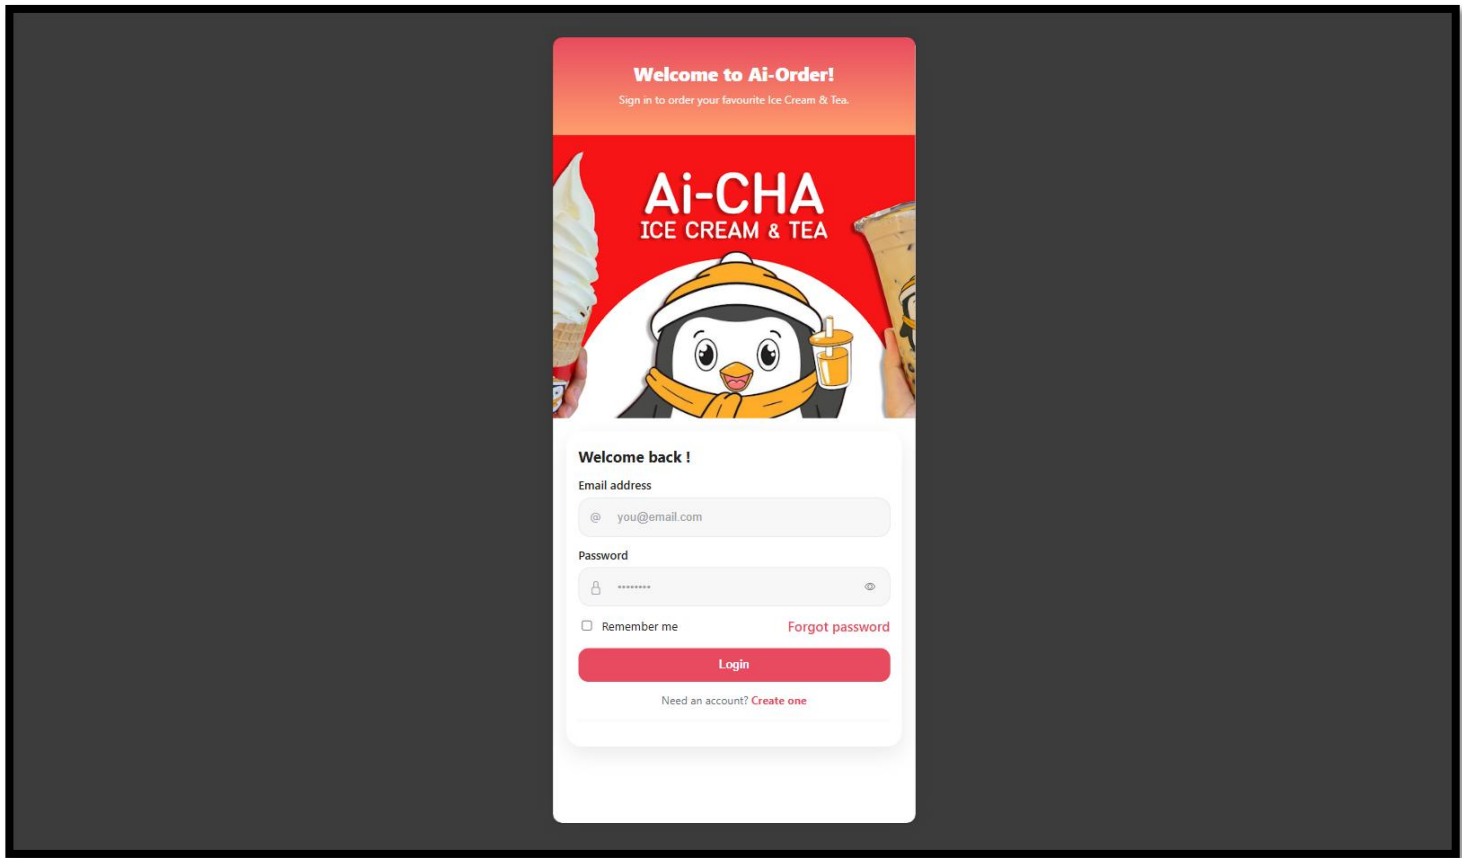 Welcome to Ai-Order!
Sign in to order your favourite Ice Cream & Tea.
Ai-CHA
ICE CREAM & TEA
Welcome back !
Email address
@ you@email.com
Password
••••••••
Remember me
Forgot password
Login
Need an account? Create one